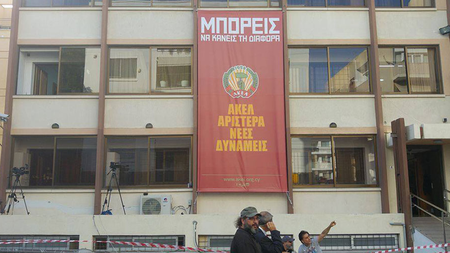 ΜΠΟΡΕΙΣ
ΝΑ ΚΑΝΕΙΣ ΤΗ ΔΙΑΦΟΡΑ
ΑΚΕΛ
ΑΡΙΣΤΕΡΑ
ΝΕΕΣ
ΔΥΝΑΜΕΙΣ